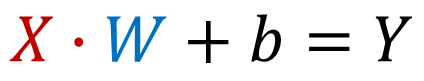 X · W + b = Y